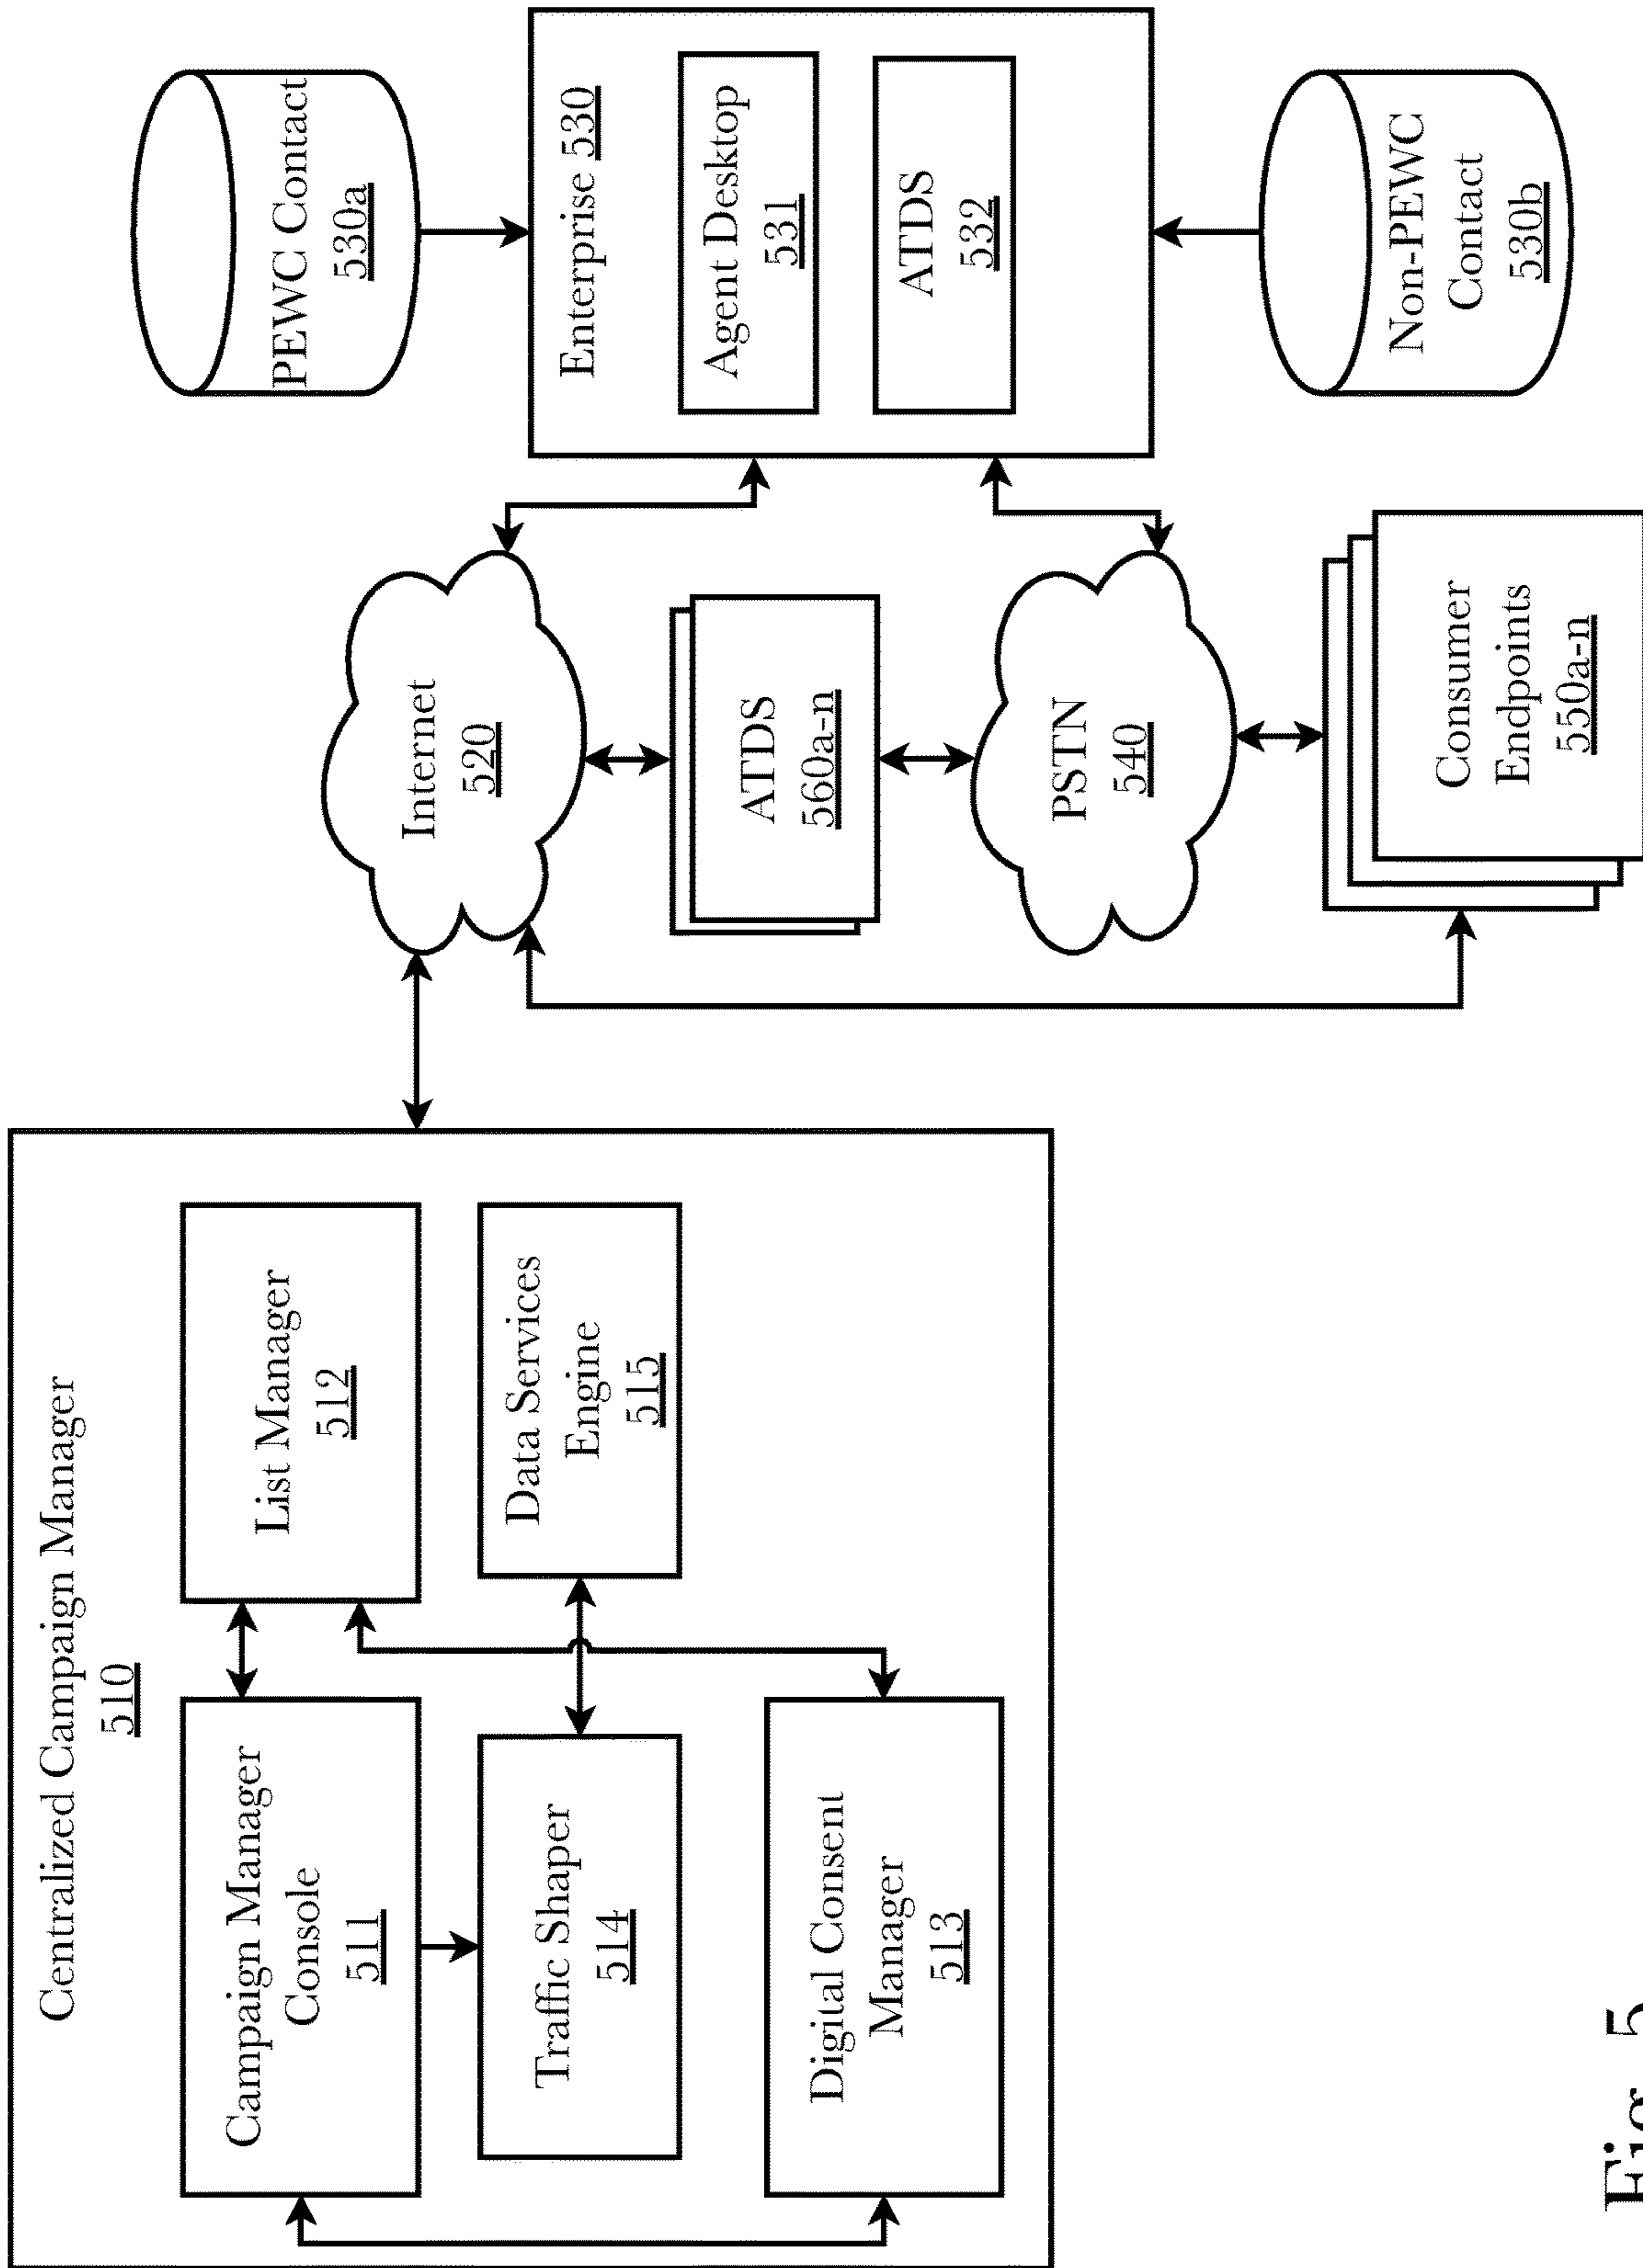 Centralized Campaign Manager
510
Campaign Manager
Console
511
List Manager
512
Traffic Shaper
514
Data Services
Engine
515
Digital Consent
Manager
513
Internet
520
ATDS
560a-n
PSTN
540
Consumer
Endpoints
550a-n
PEWC Contact
530a
Enterprise 530
Agent Desktop
531
ATDS
532
Non-PEWC
Contact
530b
Fig. 5